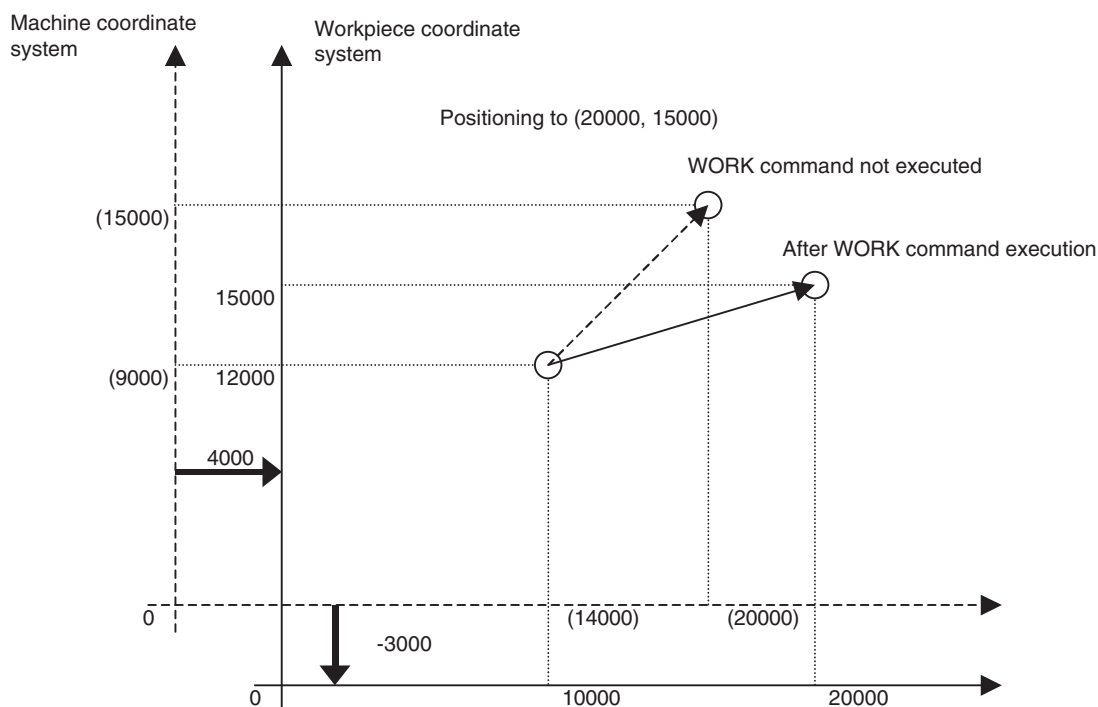 Machine coordinate
system
Workpiece coordinate
system
Positioning to (20000, 15000)
WORK command not executed
(15000)
After WORK command execution
15000
(9000)
12000
4000
0
(14000)
(20000)
-3000
0
10000
20000